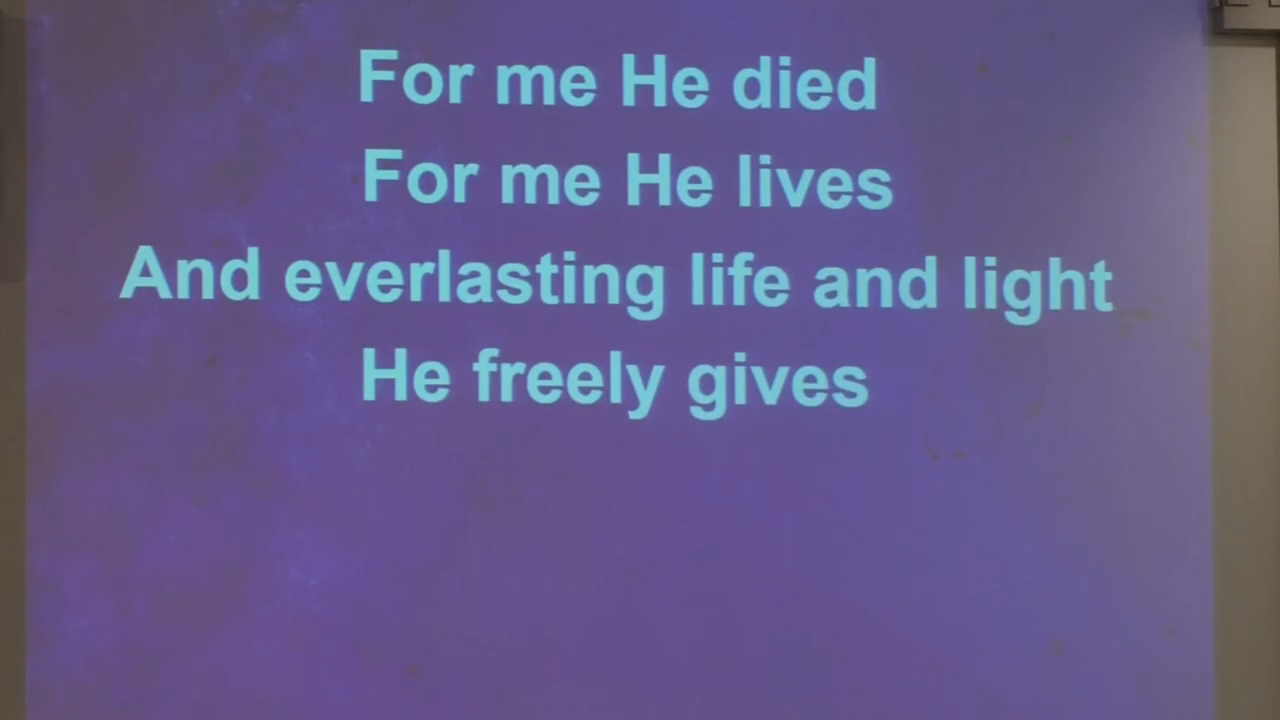 For me He died
For me He lives
And everlasting life and light
He freely gives